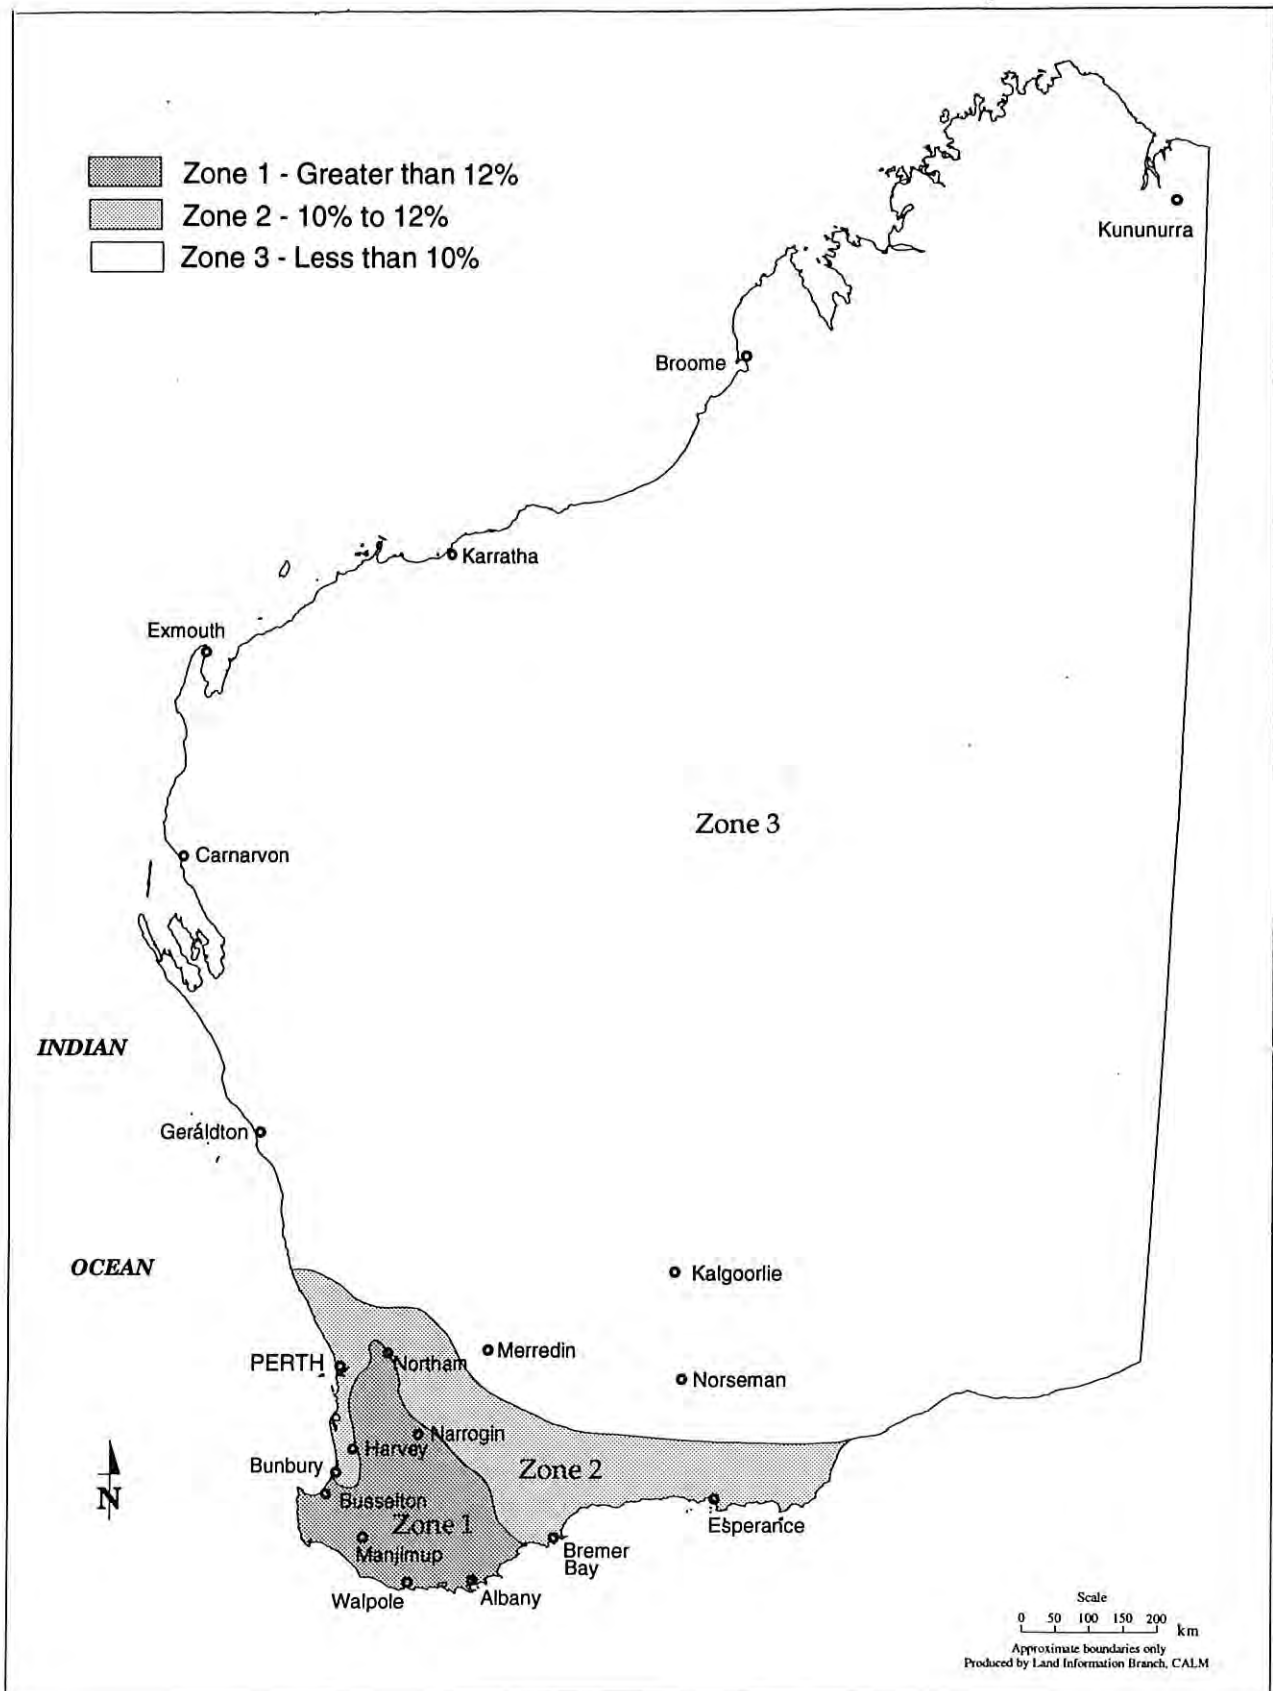 Zone 1 - Greater than 12%
Zone 2 - 10% to 12%
Zone 3 - Less than 10%
Kununurra
Broome
Karratha
Exmouth
Zone 3
Carnarvon
INDIAN
Geraldton
OCEAN
Kalgoorlie
Merredin
PERTH
Northam
Norseman
Narrogin
Harvey
Bunbury
Zone 2
N
Busselton
Zone 1
Esperance
Manjimup
Bremer
Bay
Walpole
Albany
Scale
0 50 100 150 200 km
Approximate boundaries only
Produced by Land Information Branch, CALM